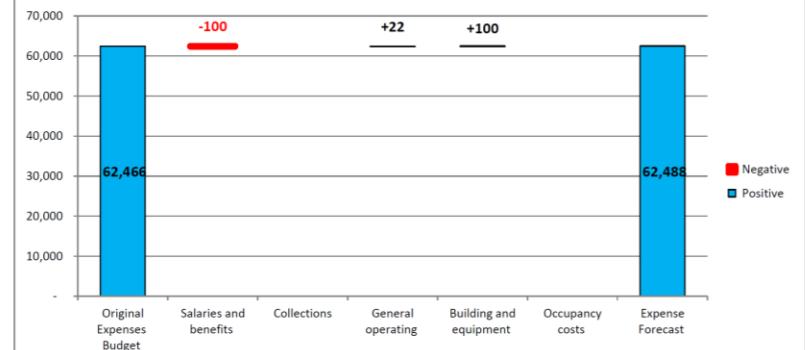 70,000
60,000
50,000
40,000
30,000
20,000
10,000
-
-100
+22
+100
62,466
62,488
Negative
Positive
Original
Expenses
Budget
Salaries and
benefits
Collections
General
operating
Building and
equipment
Occupancy
costs
Expense
Forecast